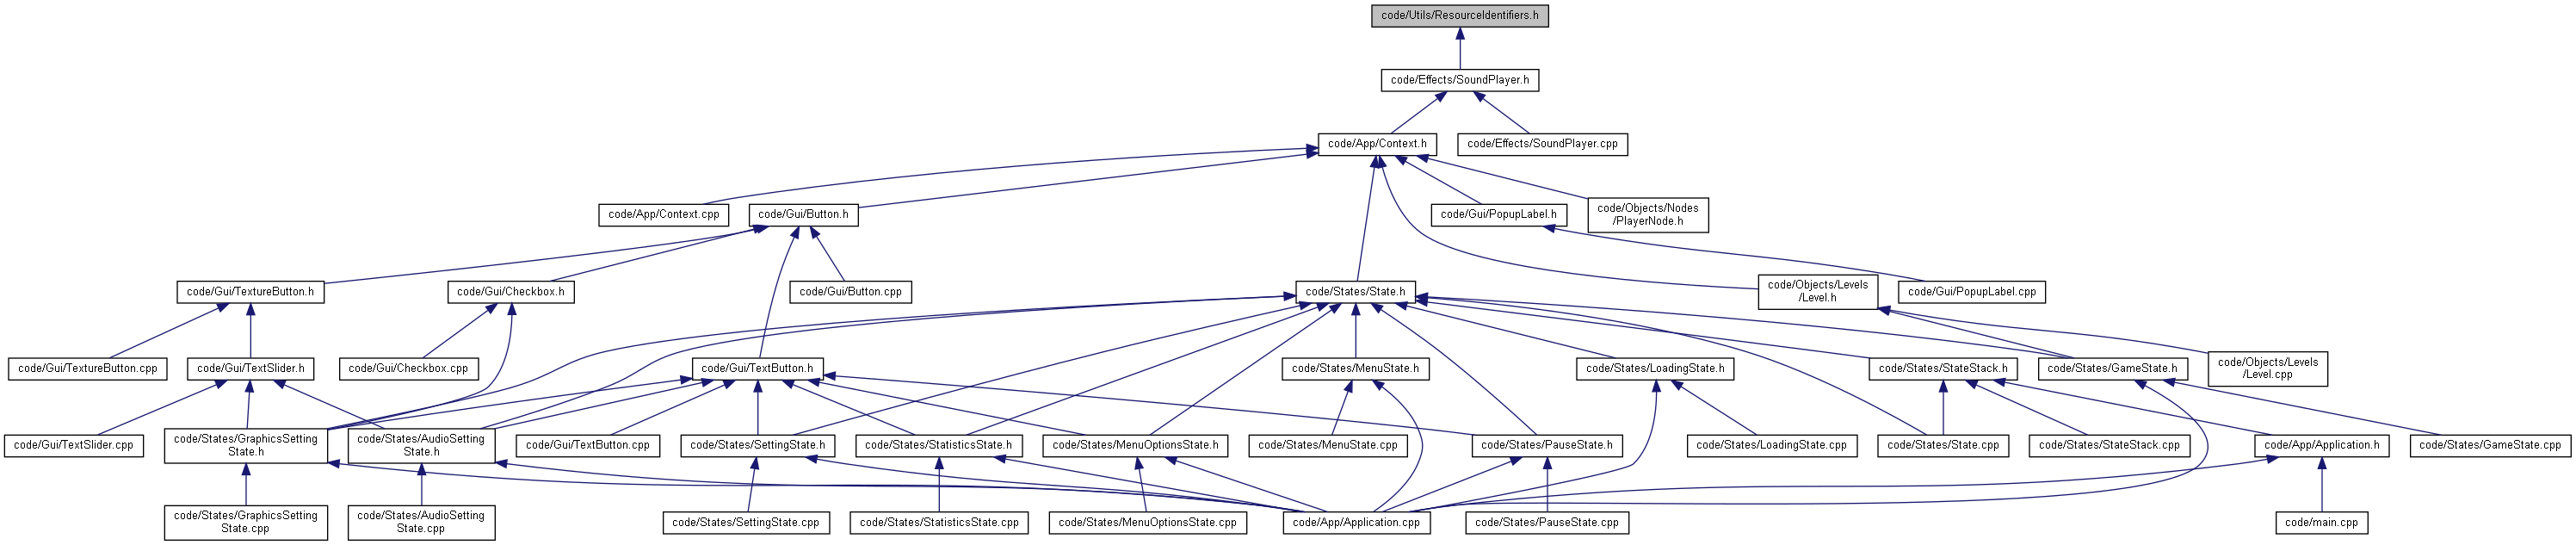 code/Utils/ResourceIdentifiers.h
code/Effects/SoundPlayer.h
code/App/Context.h
code/Effects/SoundPlayer.cpp
code/App/Context.cpp
code/Gui/Button.h
code/Gui/PopupLabel.h
code/Objects/Nodes
/PlayerNode.h
code/Gui/TextureButton.h
code/Gui/Checkbox.h
code/Gui/Button.cpp
code/States/State.h
code/Objects/Levels
/Level.h
code/Gui/PopupLabel.cpp
code/Gui/TextureButton.cpp
code/Gui/TextSlider.h
code/Gui/Checkbox.cpp
code/Gui/TextButton.h
code/States/MenuState.h
code/States/LoadingState.h
code/States/StateStack.h
code/States/GameState.h
code/Objects/Levels
/Level.cpp
code/Gui/TextSlider.cpp
code/States/GraphicsSetting
State.h
code/States/AudioSetting
State.h
code/Gui/TextButton.cpp
code/States/SettingState.h
code/States/StatisticsState.h
code/States/MenuOptionsState.h
code/States/MenuState.cpp
code/States/PauseState.h
code/States/LoadingState.cpp
code/States/State.cpp
code/States/StateStack.cpp
code/App/Application.h
code/States/GameState.cpp
code/States/GraphicsSetting
State.cpp
code/States/AudioSetting
State.cpp
code/States/SettingState.cpp
code/States/StatisticsState.cpp
code/States/MenuOptionsState.cpp
code/App/Application.cpp
code/States/PauseState.cpp
code/main.cpp